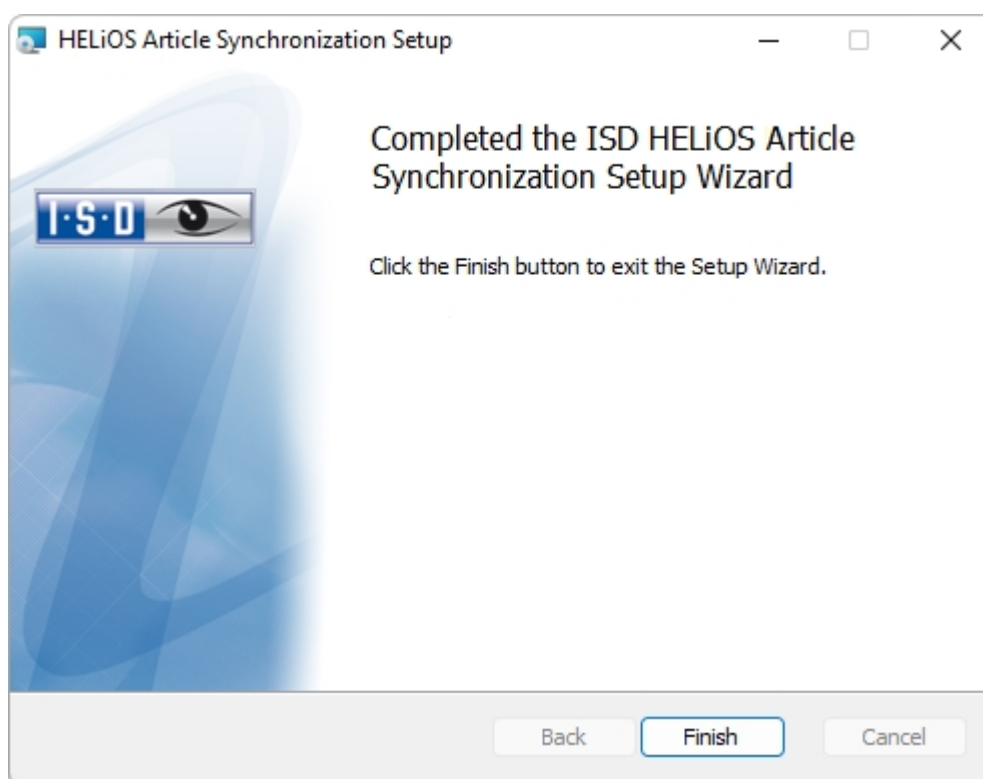 HELiOS Article Synchronization Setup
Completed the ISD HELiOS Article
Synchronization Setup Wizard
I·S·D
Click the Finish button to exit the Setup Wizard.
Back Finish Cancel